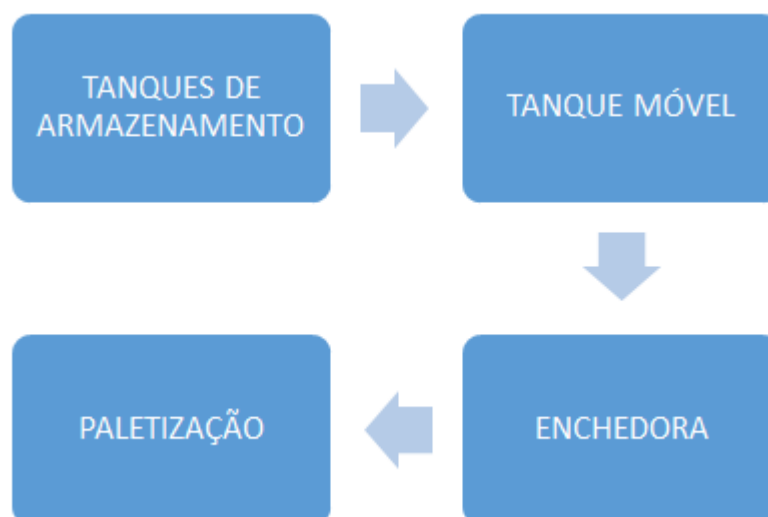 TANQUES DE
ARMAZENAMENTO
TANQUE MÓVEL
PALETIZAÇÃO
ENCHEDORA